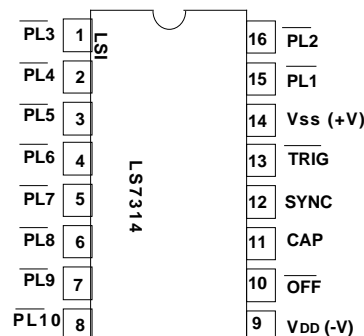 PL3 1 16 PL2
PL4 2 15 PL1
PL5 3 14 Vss (+V)
PL6 4 13 TRIG
PL7 5 12 SYNC
PL8 6 11 CAP
PL9 7 10 OFF
PL10 8 9 VDD (-V)
LSI
LS7314